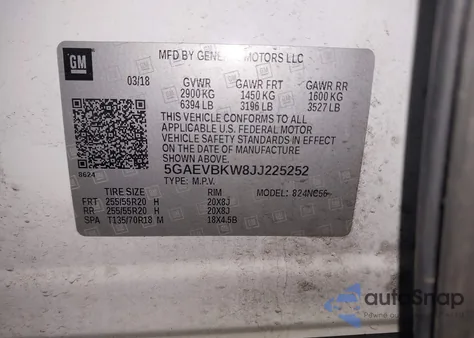 GM
MFD BY GENERAL MOTORS LLC
03/18 GVWR GAWR FRT GAWR RR
2900 KG 1450 KG 1600 KG
6394 LB 3196 LB 3527 LB
THIS VEHICLE CONFORMS TO ALL
APPLICABLE U.S. FEDERAL MOTOR
VEHICLE SAFETY STANDARDS IN EFFECT
ON THE DATE OF MANUFACTURE
SHOWN ABOVE.
8624
5GAEVBKW8JJ225252
TYPE: M.P.V. MODEL: 824NC56
TIRE SIZE RIM
FRT 255/55R20 H 20X8J
RR 255/55R20 H 20X8J
SPA T135/70R18 M 18X4.5B
autoSnap